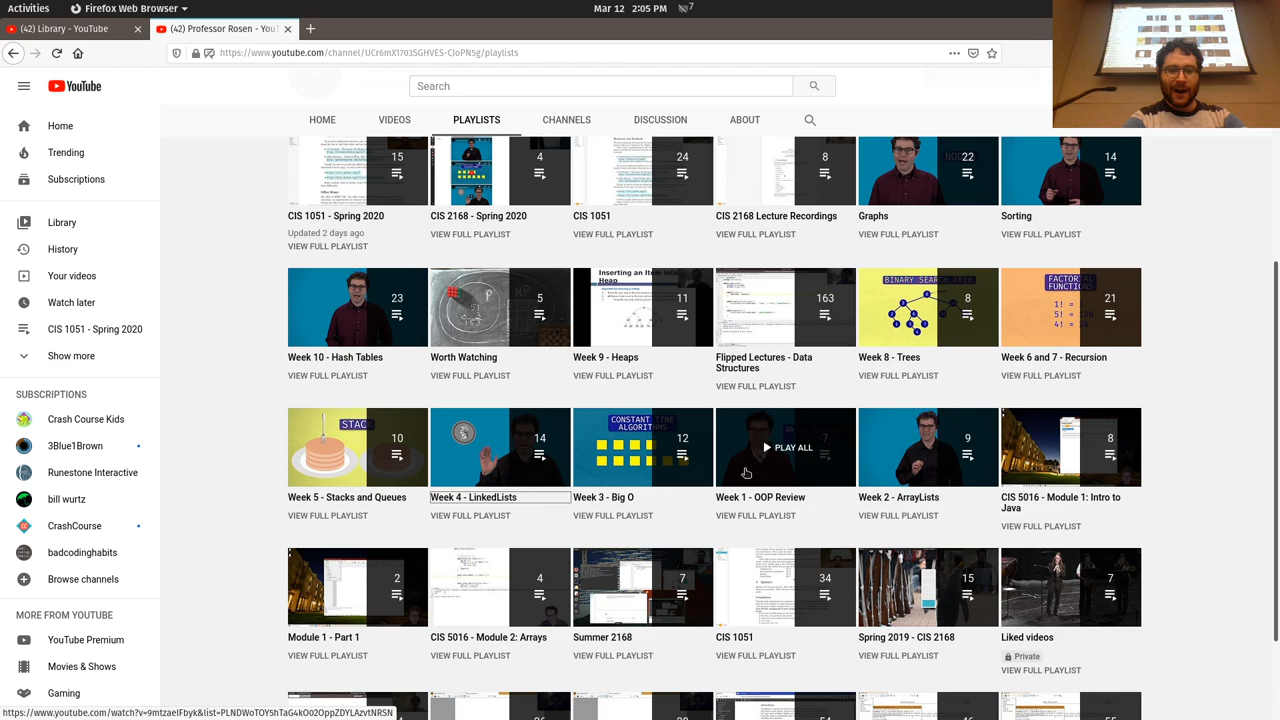 Activities
Firefox Web Browser
Mar 12 2:05 PM
(42) Library - YouTube
(42) Professor Rosen - You
YouTube
Search
HOME
VIDEOS
PLAYLISTS
CHANNELS
DISCUSSION
ABOUT
Home
Trending
Subscriptions
Library
History
Your videos
Watch later
CIS 1051 - Spring 2020
Show more
SUBSCRIPTIONS
Crash Course Kids
3Blue1Brown
Runestone Interactive
bill wurtz
CrashCourse
badcodinghabits
Browse channels
MORE FROM YOUTUBE
YouTube Premium
Movies & Shows
Gaming
15
4
24
8
22
14
CIS 1051 - Spring 2020
CIS 2168 - Spring 2020
CIS 1051
CIS 2168 Lecture Recordings
Graphs
Sorting
Updated 2 days ago
VIEW FULL PLAYLIST
VIEW FULL PLAYLIST
VIEW FULL PLAYLIST
VIEW FULL PLAYLIST
VIEW FULL PLAYLIST
VIEW FULL PLAYLIST
Inserting an Item into
Heap
BINARY SEARCH TREE
FACTORIAL
FUNCTIONS
23
5
11
163
8
21
Week 10 - Hash Tables
Worth Watching
Week 9 - Heaps
Flipped Lectures - Data
Structures
Week 8 - Trees
Week 6 and 7 - Recursion
VIEW FULL PLAYLIST
VIEW FULL PLAYLIST
VIEW FULL PLAYLIST
VIEW FULL PLAYLIST
VIEW FULL PLAYLIST
VIEW FULL PLAYLIST
STAC
CONSTANT TIME
ALGORITHMS
10
14
12
7
PLAY ALL
9
8
Week 5 - Stacks and Queues
Week 4 - LinkedLists
Week 3 - Big O
Week 1 - OOP Review
Week 2 - ArrayLists
CIS 5016 - Module 1: Intro to
Java
VIEW FULL PLAYLIST
VIEW FULL PLAYLIST
VIEW FULL PLAYLIST
VIEW FULL PLAYLIST
VIEW FULL PLAYLIST
VIEW FULL PLAYLIST
2
4
7
34
15
7
Module 1 - Part 1
CIS 5016 - Module 2: Arrays
Summer 2168
CIS 1051
Spring 2019 - CIS 2168
Liked videos
Private
VIEW FULL PLAYLIST
VIEW FULL PLAYLIST
VIEW FULL PLAYLIST
VIEW FULL PLAYLIST
VIEW FULL PLAYLIST
VIEW FULL PLAYLIST